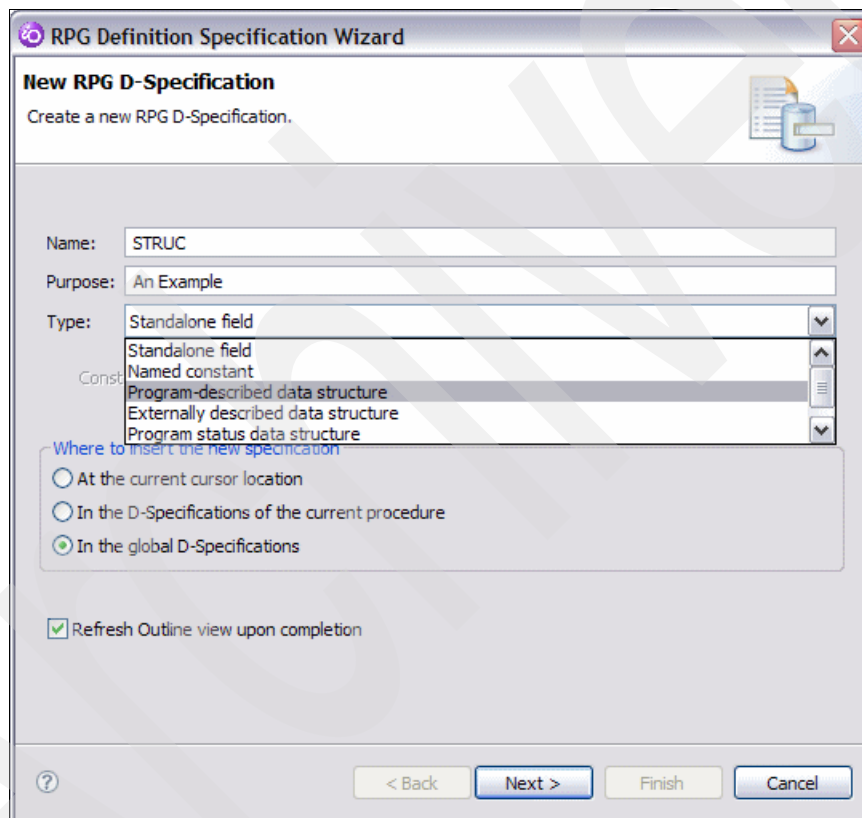 RPG Definition Specification Wizard
New RPG D-Specification
Create a new RPG D-Specification.
Name: STRUC
Purpose: An Example
Type: Standalone field
Standalone field
Named constant
Const
Program-described data structure
Externally described data structure
Program status data structure
Where to insert the new specification
At the current cursor location
In the D-Specifications of the current procedure
In the global D-Specifications
Refresh Outline view upon completion
? < Back Next > Finish Cancel